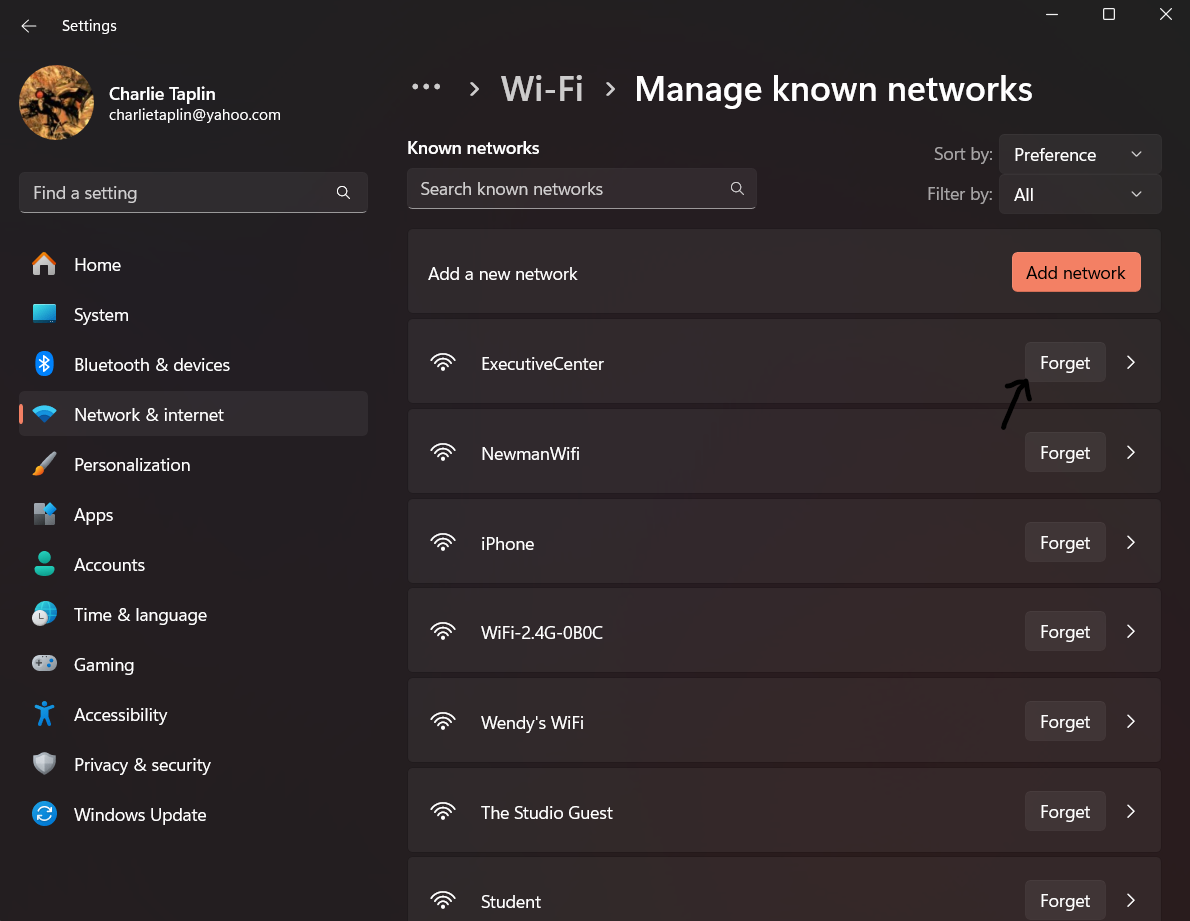 Settings
Charlie Taplin
charlietaplin@yahoo.com
Find a setting
Home
System
Bluetooth & devices
Network & internet
Personalization
Apps
Accounts
Time & language
Gaming
Accessibility
Privacy & security
Windows Update
... > Wi-Fi > Manage known networks
Known networks
Search known networks
Sort by: Preference
Filter by: All
Add a new network Add network
ExecutiveCenter Forget
NewmanWifi Forget
iPhone Forget
WiFi-2.4G-0B0C Forget
Wendy's WiFi Forget
The Studio Guest Forget
Student Forget